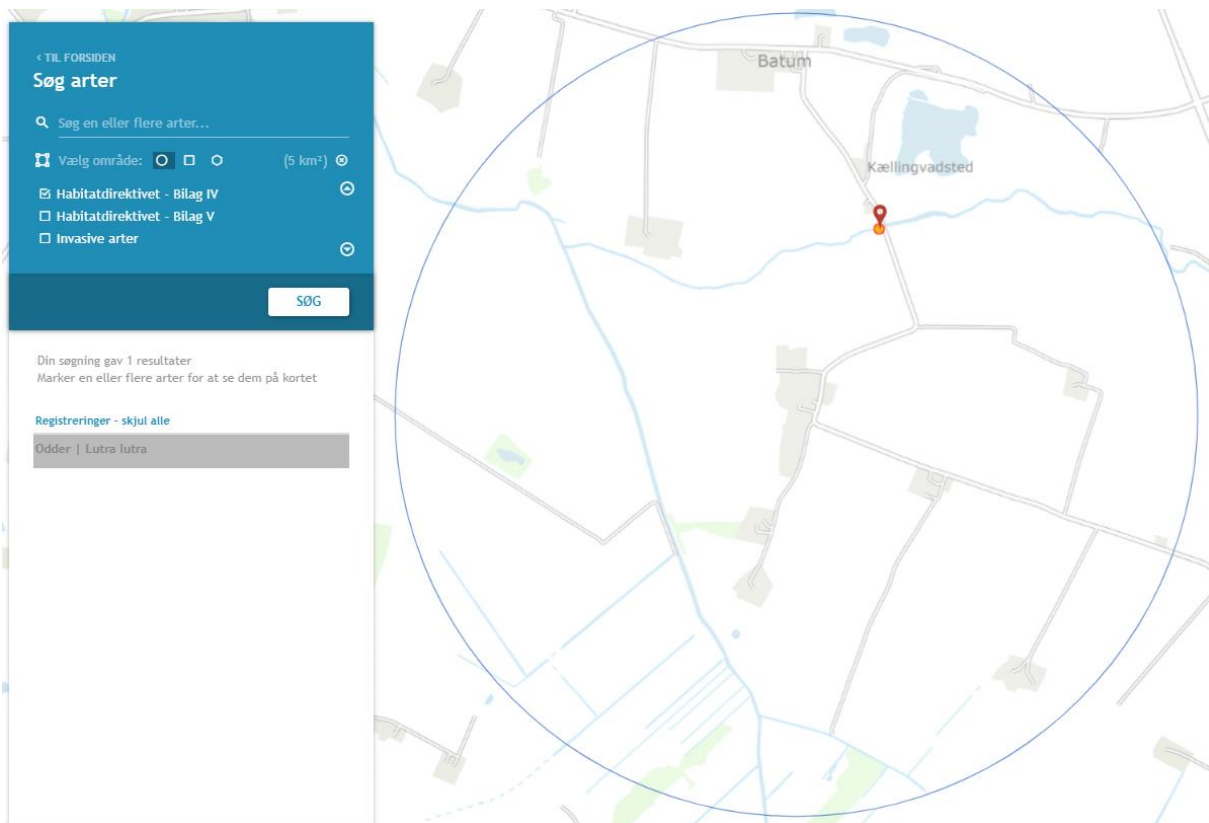 < TIL FORSIDEN
Søg arter
Søg en eller flere arter...
Vælg område: (5 km²)
Habitatdirektivet - Bilag IV
Habitatdirektivet - Bilag V
Invasive arter
SØG
Din søgning gav 1 resultater
Marker en eller flere arter for at se dem på kortet
Registreringer - skjul alle
Odder | Lutra lutra
Batum
Kællingvadsted